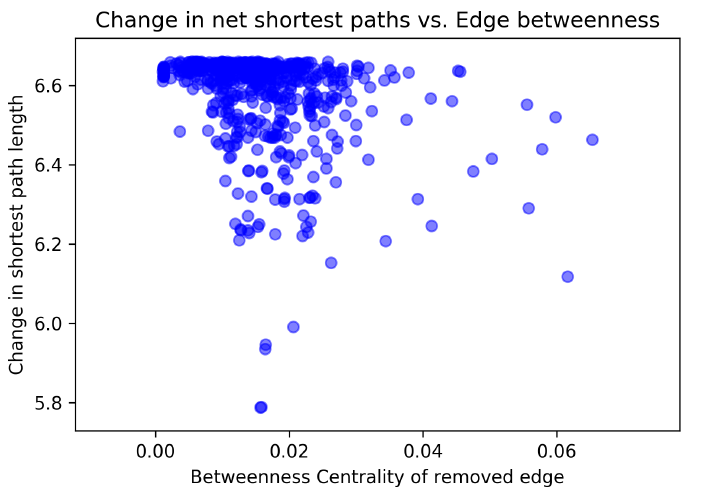 Change in net shortest paths vs. Edge betweenness
Change in shortest path length
6.6
6.4
6.2
6.0
5.8
0.00 0.02 0.04 0.06
Betweenness Centrality of removed edge